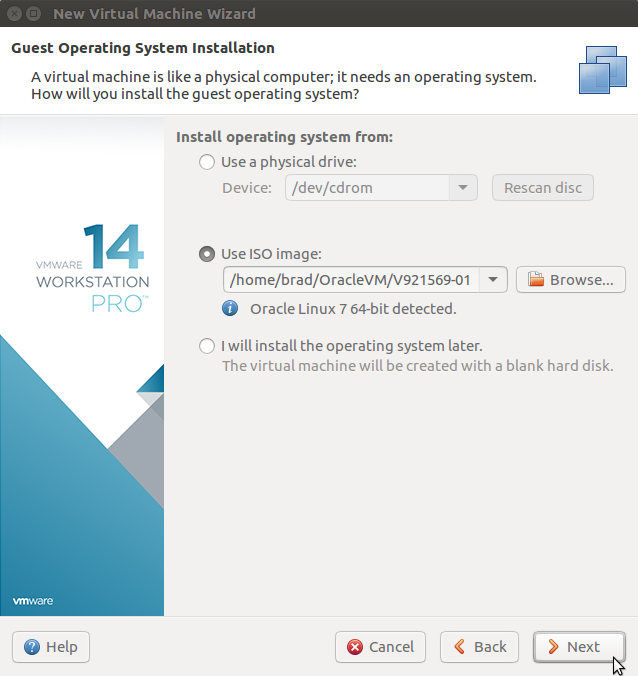 New Virtual Machine Wizard
Guest Operating System Installation
A virtual machine is like a physical computer; it needs an operating system.
How will you install the guest operating system?
Install operating system from:
Use a physical drive:
Device: /dev/cdrom Rescan disc
Use ISO image:
/home/brad/OracleVM/V921569-01 Browse...
i Oracle Linux 7 64-bit detected.
I will install the operating system later.
The virtual machine will be created with a blank hard disk.
VMWARE 14
WORKSTATION
PRO™
vmware
? Help Cancel Back Next